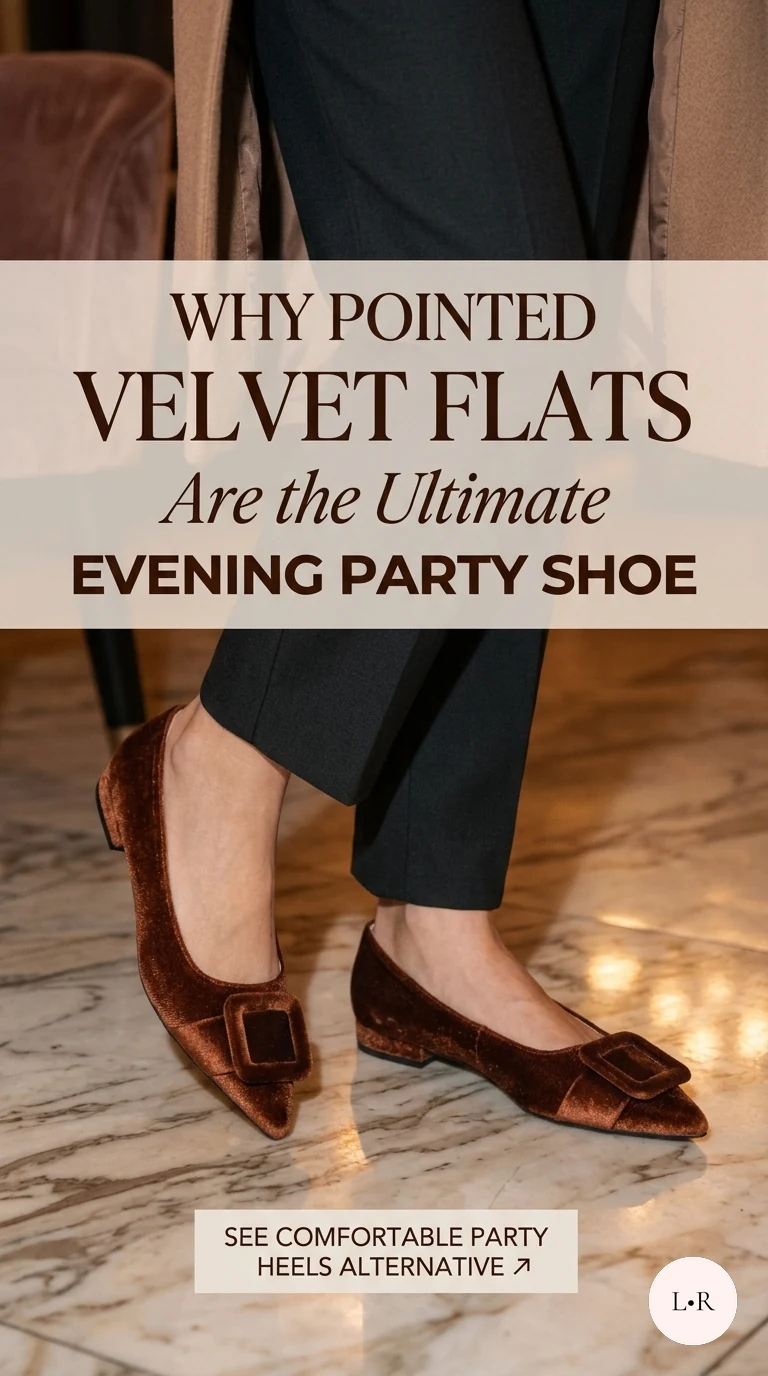 WHY POINTED
VELVET FLATS
Are the Ultimate
EVENING PARTY SHOE
SEE COMFORTABLE PARTY
HEELS ALTERNATIVE ↗
L•R